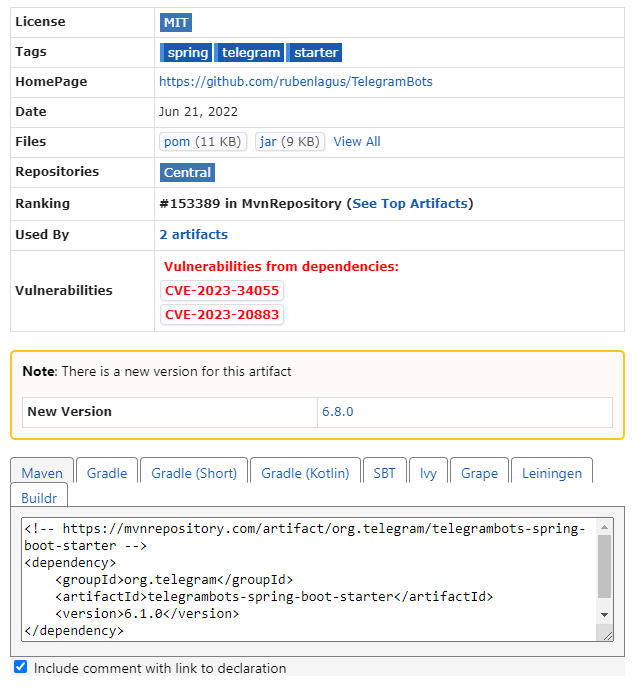 License MIT
Tags spring telegram starter
HomePage https://github.com/rubenlagus/TelegramBots
Date Jun 21, 2022
Files pom (11 KB) jar (9 KB) View All
Repositories Central
Ranking #153389 in MvnRepository (See Top Artifacts)
Used By 2 artifacts
Vulnerabilities Vulnerabilities from dependencies:
CVE-2023-34055
CVE-2023-20883
Note: There is a new version for this artifact
New Version 6.8.0
Maven Gradle Gradle (Short) Gradle (Kotlin) SBT Ivy Grape Leiningen
Buildr
<!-- https://mvnrepository.com/artifact/org.telegram/telegrambots-spring-
boot-starter -->
<dependency>
    <groupId>org.telegram</groupId>
    <artifactId>telegrambots-spring-boot-starter</artifactId>
    <version>6.1.0</version>
</dependency>
Include comment with link to declaration